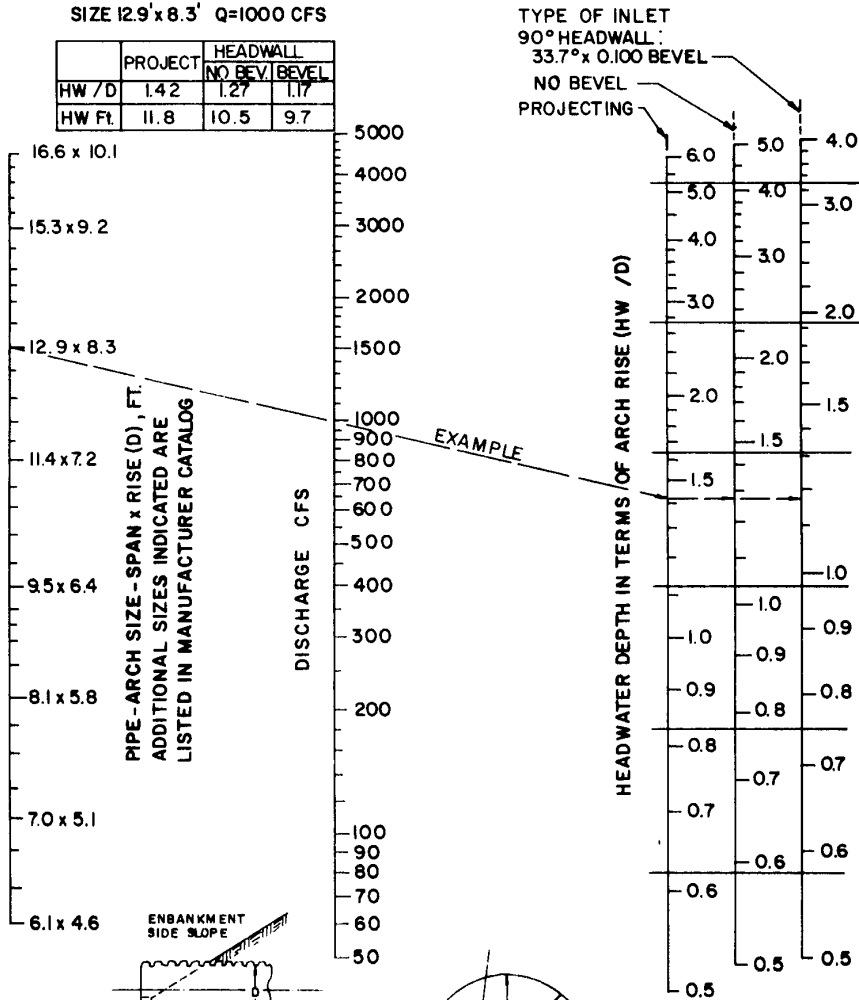 SIZE 12.9'x 8.3' Q=1000 CFS
PROJECT HEADWALL
NO BEV. BEVEL
HW / D 1.42 1.27 1.17
HW Ft. 11.8 10.5 9.7
TYPE OF INLET
90° HEADWALL:
33.7° x 0.100 BEVEL
NO BEVEL
PROJECTING
16.6 x 10.1
15.3 x 9.2
12.9 x 8.3
11.4 x 7.2
9.5 x 6.4
8.1 x 5.8
7.0 x 5.1
6.1 x 4.6
PIPE-ARCH SIZE-SPAN x RISE (D), FT.
ADDITIONAL SIZES INDICATED ARE
LISTED IN MANUFACTURER CATALOG
5000
4000
3000
2000
1500
1000
900
800
700
600
500
400
300
200
100
90
80
70
60
50
DISCHARGE CFS
EXAMPLE
HEADWATER DEPTH IN TERMS OF ARCH RISE (HW /D)
6.0
5.0
4.0
3.0
2.0
1.5
1.0
0.9
0.8
0.7
0.6
0.5
5.0
4.0
3.0
2.0
1.5
1.0
0.9
0.8
0.7
0.6
0.5
4.0
3.0
2.0
1.5
1.0
0.9
0.8
0.7
0.6
0.5
ENBANKMENT
SIDE SLOPE
D